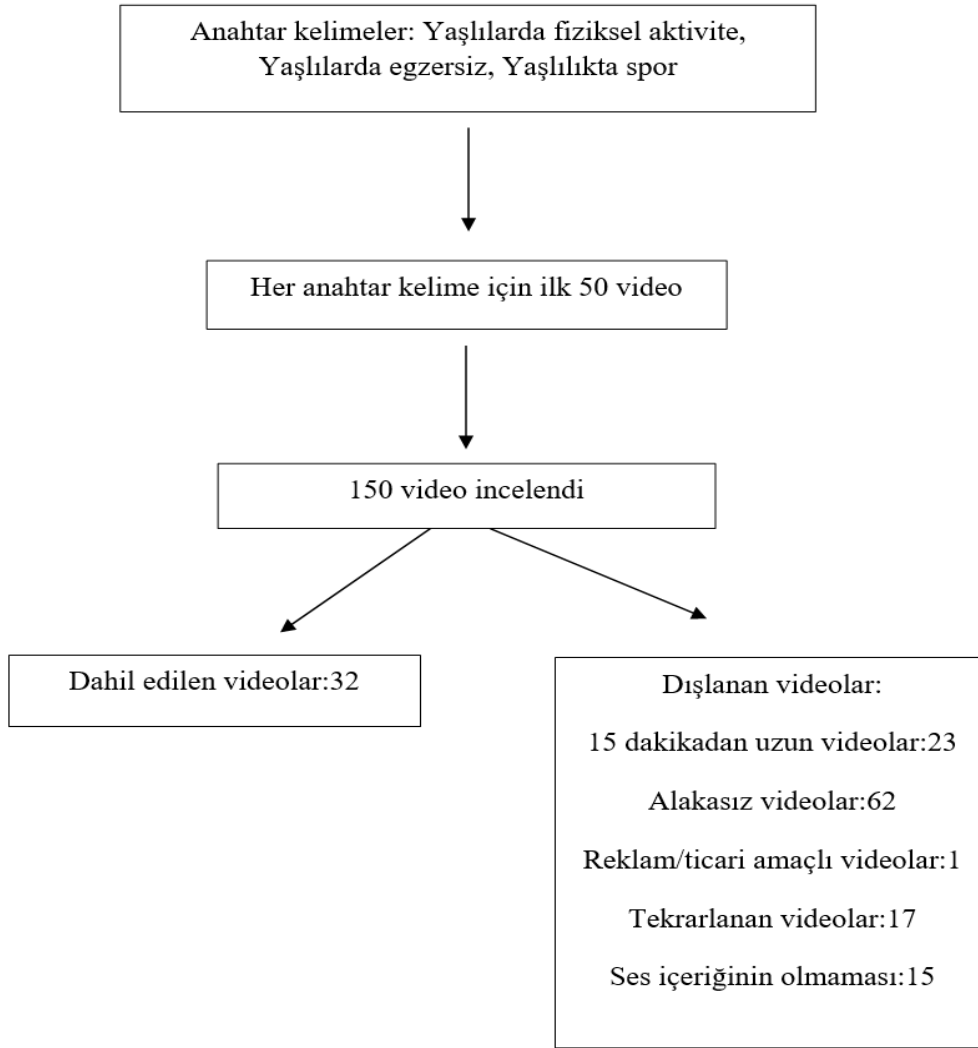 Anahtar kelimeler: Yaşlılarda fiziksel aktivite,
Yaşlılarda egzersiz, Yaşlılıkta spor
Her anahtar kelime için ilk 50 video
150 video incelendi
Dahil edilen videolar:32
Dışlanan videolar:
15 dakikadan uzun videolar:23
Alakasız videolar:62
Reklam/ticari amaçlı videolar:1
Tekrarlanan videolar:17
Ses içeriğinin olmaması:15